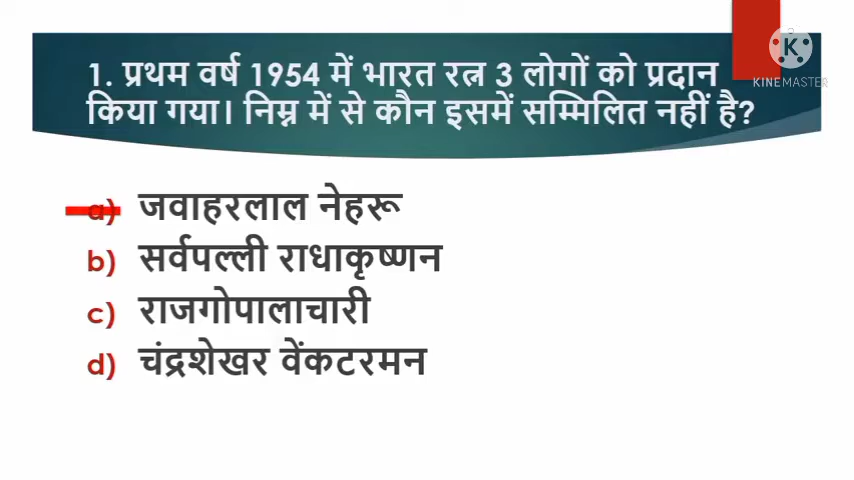 1. प्रथम वर्ष 1954 में भारत रत्न 3 लोगों को प्रदान
किया गया। निम्न में से कौन इसमें सम्मिलित नहीं है?
KINEMASTER
a) जवाहरलाल नेहरू
b) सर्वपल्ली राधाकृष्णन
c) राजगोपालाचारी
d) चंद्रशेखर वेंकटरमन